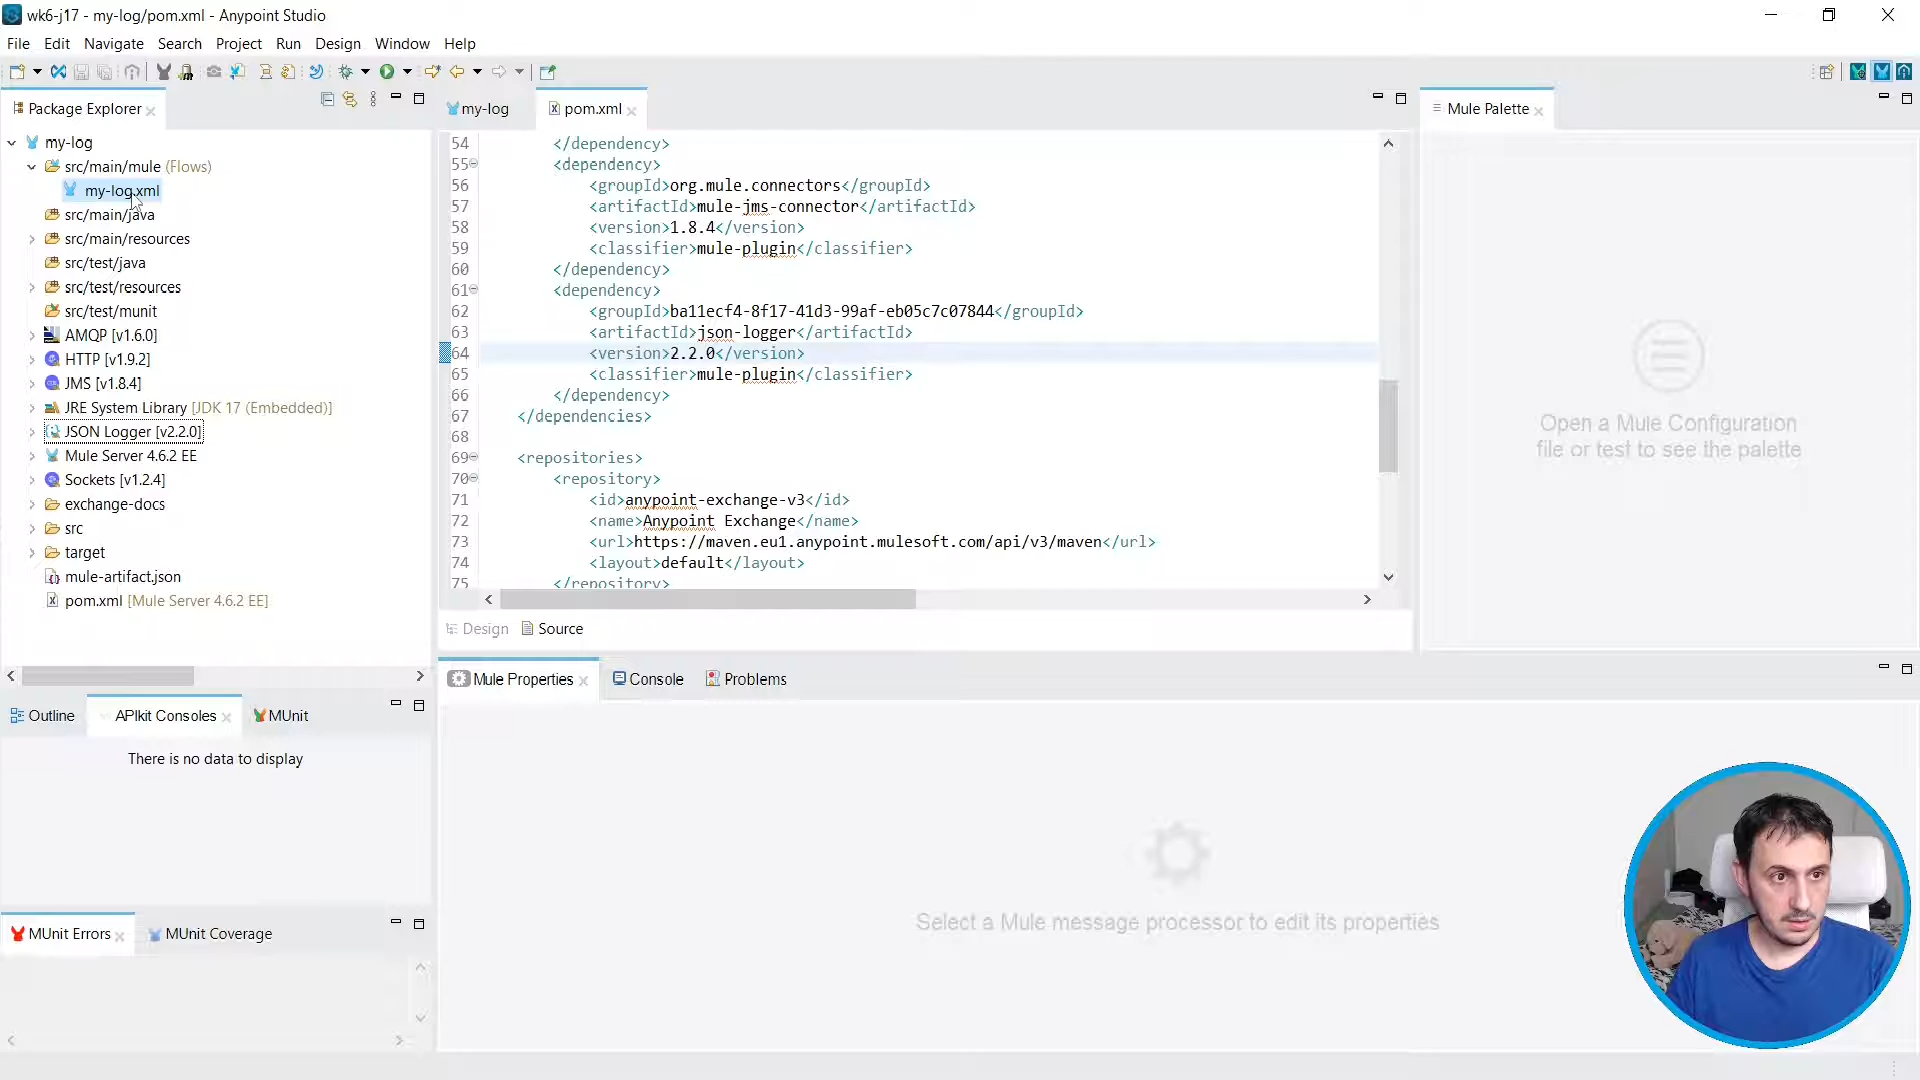 wk6-j17 - my-log/pom.xml - Anypoint Studio
File Edit Navigate Search Project Run Design Window Help
Package Explorer
my-log
src/main/mule (Flows)
my-log.xml
src/main/java
src/main/resources
src/test/java
src/test/resources
src/test/munit
AMQP [v1.6.0]
HTTP [v1.9.2]
JMS [v1.8.4]
JRE System Library [JDK 17 (Embedded)]
JSON Logger [v2.2.0]
Mule Server 4.6.2 EE
Sockets [v1.2.4]
exchange-docs
src
target
mule-artifact.json
pom.xml [Mule Server 4.6.2 EE]
my-log pom.xml
54 </dependency>
55 <dependency>
56 <groupId>org.mule.connectors</groupId>
57 <artifactId>mule-jms-connector</artifactId>
58 <version>1.8.4</version>
59 <classifier>mule-plugin</classifier>
60 </dependency>
61 <dependency>
62 <groupId>ba11ecf4-8f17-41d3-99af-eb05c7c07844</groupId>
63 <artifactId>json-logger</artifactId>
64 <version>2.2.0</version>
65 <classifier>mule-plugin</classifier>
66 </dependency>
67 </dependencies>
68
69 <repositories>
70 <repository>
71 <id>anypoint-exchange-v3</id>
72 <name>Anypoint Exchange</name>
73 <url>https://maven.eu1.anypoint.mulesoft.com/api/v3/maven</url>
74 <layout>default</layout>
75 </repository>
Design Source
Mule Palette
Open a Mule Configuration
file or test to see the palette
Outline APIkit Consoles MUnit
There is no data to display
MUnit Errors MUnit Coverage
Mule Properties Console Problems
Select a Mule message processor to edit its properties